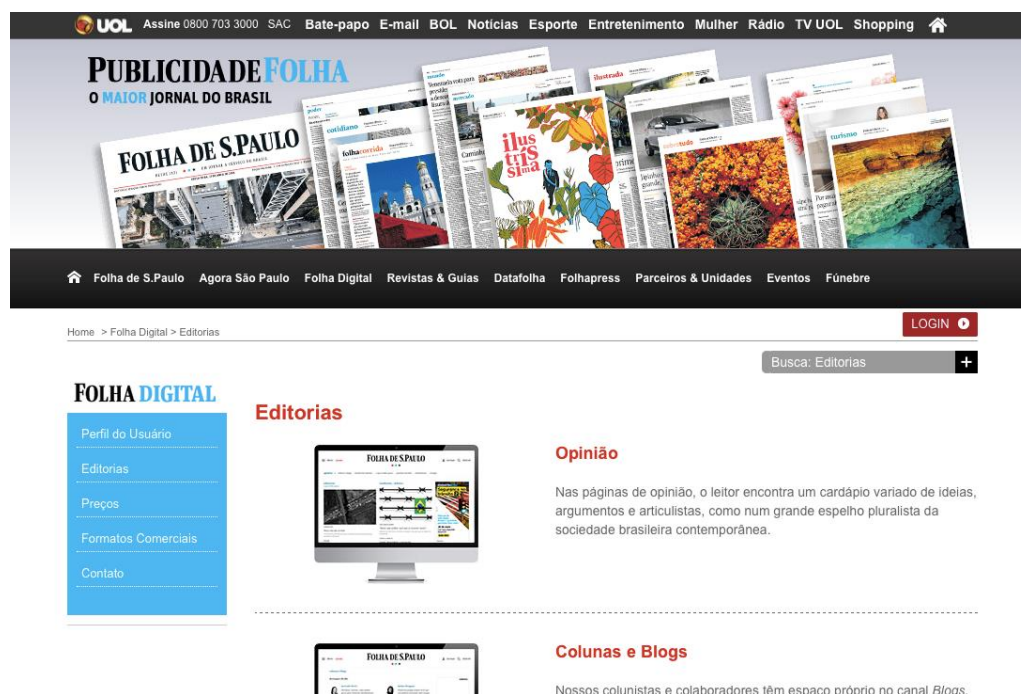 UOL Assine 0800 703 3000 SAC Bate-papo E-mail BOL Notícias Esporte Entretenimento Mulher Rádio TV UOL Shopping
PUBLICIDADE FOLHA
O MAIOR JORNAL DO BRASIL
FOLHA DE S.PAULO
cotidiano
folhacorrida
mercado
ilustríssima
ilustrada
turismo
Folha de S.Paulo Agora São Paulo Folha Digital Revistas & Guias Datafolha Folhapress Parceiros & Unidades Eventos Fúnebre
Home > Folha Digital > Editorias
LOGIN
Busca: Editorias +
FOLHA DIGITAL
Perfil do Usuário
Editorias
Preços
Formatos Comerciais
Contato
Editorias
FOLHA DE S.PAULO
Opinião
Nas páginas de opinião, o leitor encontra um cardápio variado de ideias,
argumentos e articulistas, como num grande espelho pluralista da
sociedade brasileira contemporânea.
FOLHA DE S.PAULO
Colunas e Blogs
Nossos colunistas e colaboradores têm espaço próprio no canal Blogs,